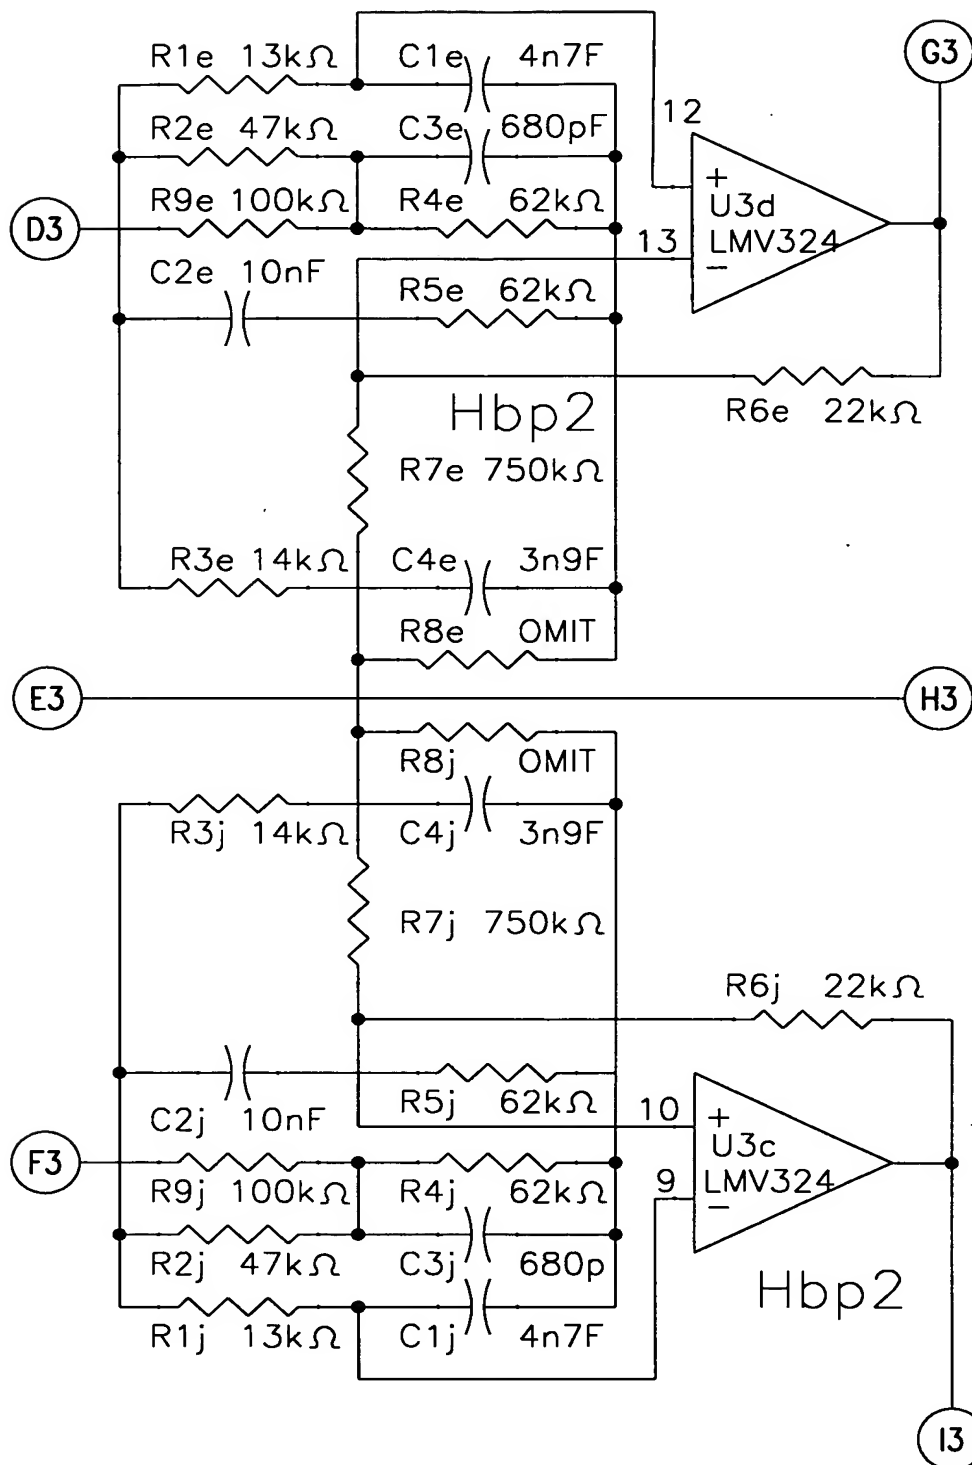 G3
R1e 13kΩ C1e 4n7F
12
R2e 47kΩ C3e 680pF
+
R9e 100kΩ R4e 62kΩ
U3d
D3
13 LMV324
−
C2e 10nF R5e 62kΩ
Hbp2
R6e 22kΩ
R7e 750kΩ
R3e 14kΩ C4e 3n9F
R8e OMIT
E3 H3
R8j OMIT
R3j 14kΩ C4j 3n9F
R7j 750kΩ
R6j 22kΩ
R5j 62kΩ 10
+
C2j 10nF
U3c
F3
R9j 100kΩ R4j 62kΩ 9 LMV324
−
R2j 47kΩ C3j 680p
Hbp2
R1j 13kΩ C1j 4n7F
I3